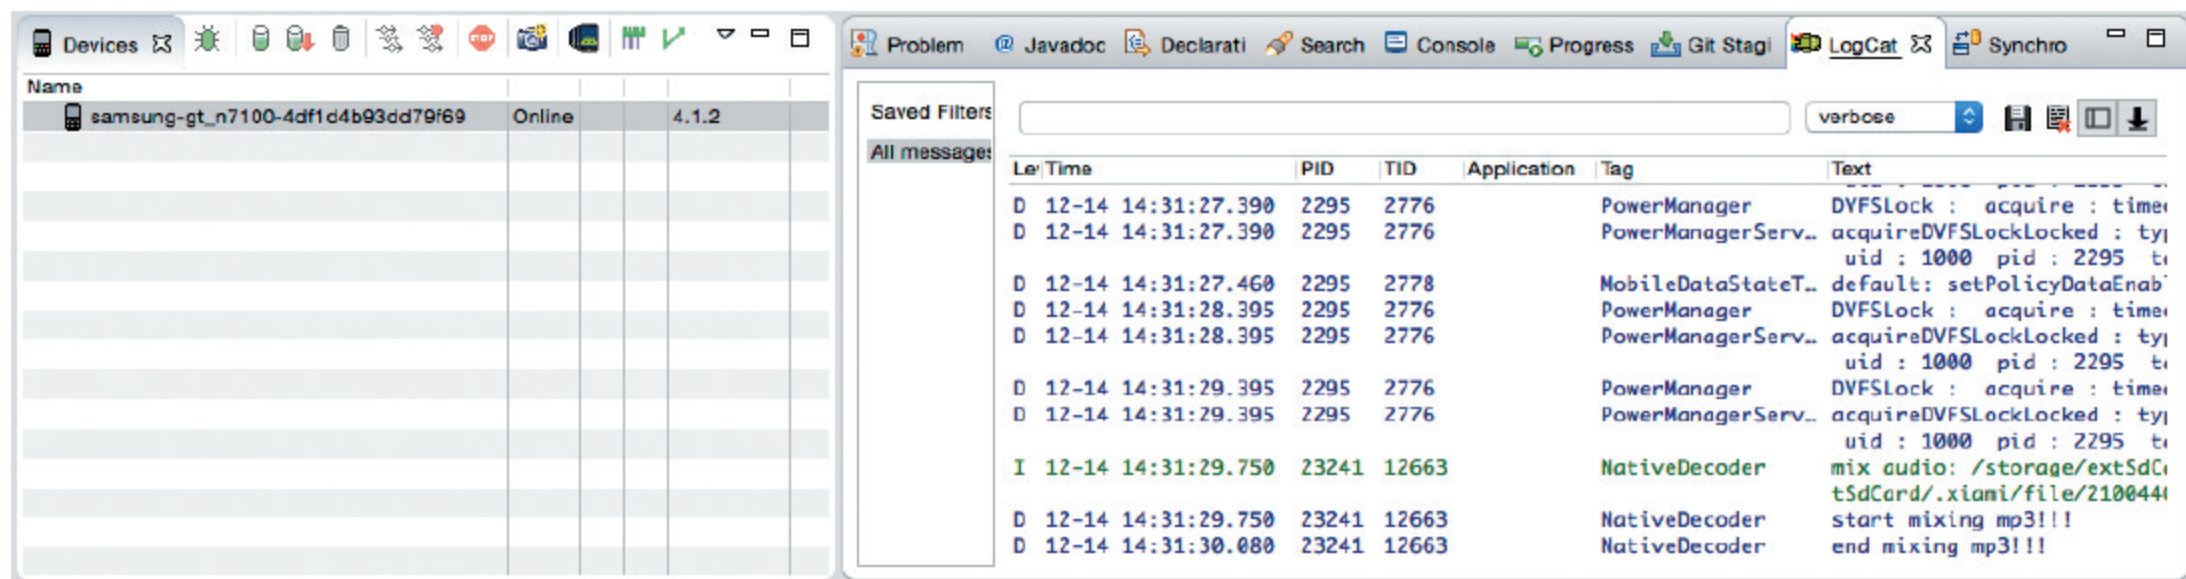 Devices
Name
samsung-gt_n7100-4df1d4b93dd79f69 Online 4.1.2
Problem @ Javadoc Declarati Search Console Progress Git Stagi LogCat Synchro
Saved Filters
All messages
verbose
Le Time PID TID Application Tag Text
D 12-14 14:31:27.390 2295 2776 PowerManager DVFSLock : acquire : time
D 12-14 14:31:27.390 2295 2776 PowerManagerServ… acquireDVFSLockLocked : typ
uid : 1000 pid : 2295 t
D 12-14 14:31:27.460 2295 2778 MobileDataStateT… default: setPolicyDataEnab
D 12-14 14:31:28.395 2295 2776 PowerManager DVFSLock : acquire : time
D 12-14 14:31:28.395 2295 2776 PowerManagerServ… acquireDVFSLockLocked : typ
uid : 1000 pid : 2295 t
D 12-14 14:31:29.395 2295 2776 PowerManager DVFSLock : acquire : time
D 12-14 14:31:29.395 2295 2776 PowerManagerServ… acquireDVFSLockLocked : typ
uid : 1000 pid : 2295 t
I 12-14 14:31:29.750 23241 12663 NativeDecoder mix audio: /storage/extSdC
tSdCard/.xiami/file/2100440
D 12-14 14:31:29.750 23241 12663 NativeDecoder start mixing mp3!!!
D 12-14 14:31:30.080 23241 12663 NativeDecoder end mixing mp3!!!